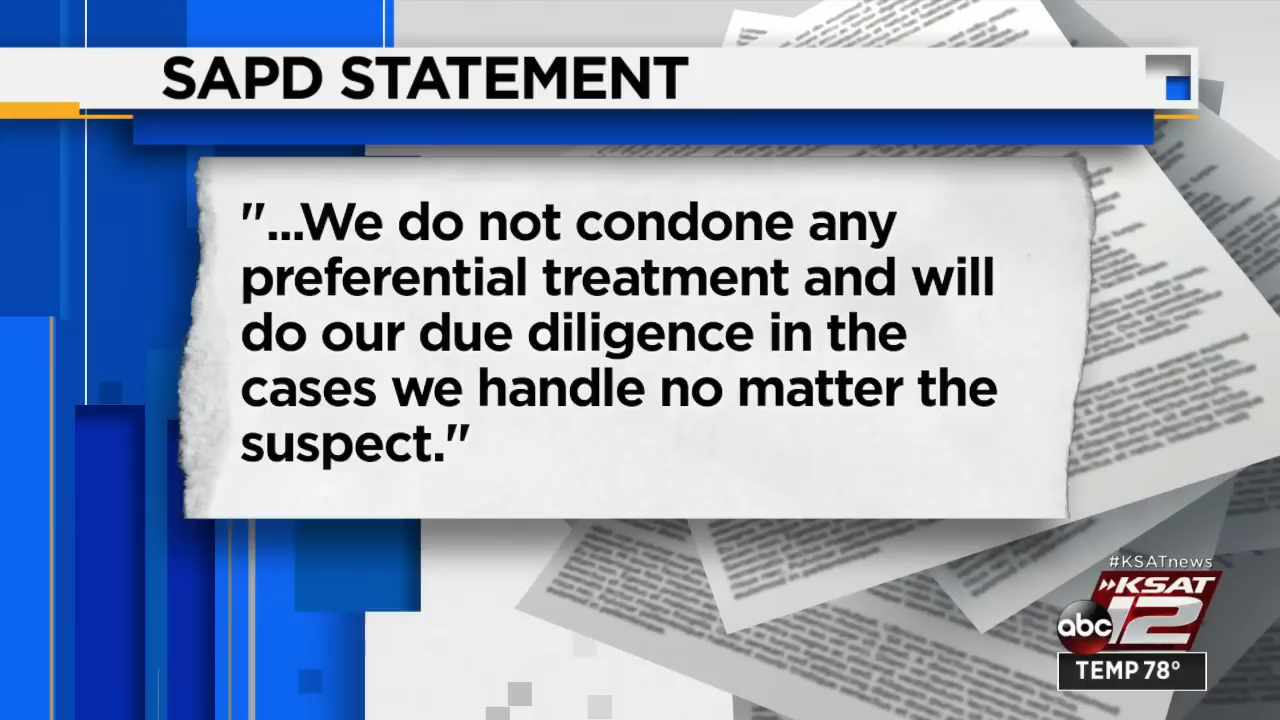 SAPD STATEMENT
"...We do not condone any
preferential treatment and will
do our due diligence in the
cases we handle no matter the
suspect."
#KSATnews
KSAT
abc 12
TEMP 78°